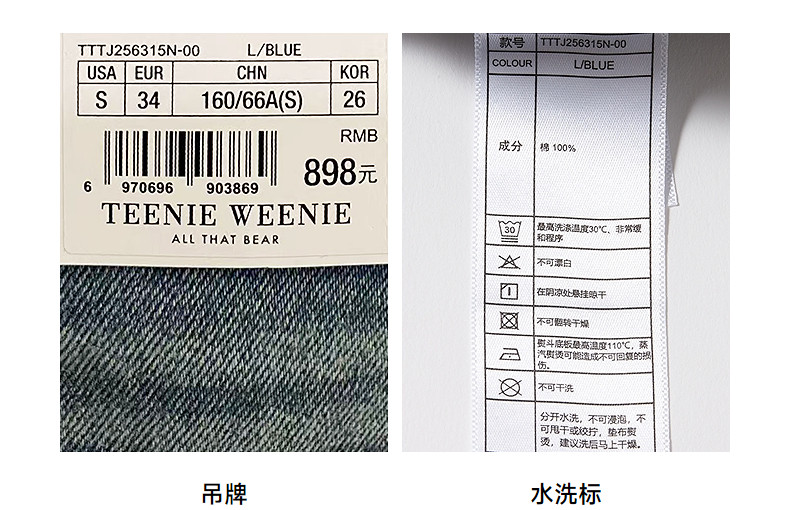 TTTJ256315N-00 L/BLUE
USA EUR CHN KOR
S 34 160/66A(S) 26
RMB
898元
6 970696 903869
TEENIE WEENIE
ALL THAT BEAR
吊牌
款号 TTTJ256315N-00
COLOUR L/BLUE
成分 棉 100%
30 最高洗涤温度30℃、非常缓
和程序
不可漂白
在阴凉处悬挂晾干
不可翻转干燥
熨斗底板最高温度110℃，蒸
汽熨烫可能造成不可回复的损
伤。
不可干洗
分开水洗，不可浸泡，不
可甩干或绞拧，垫布熨
烫，建议洗后马上干燥。
水洗标